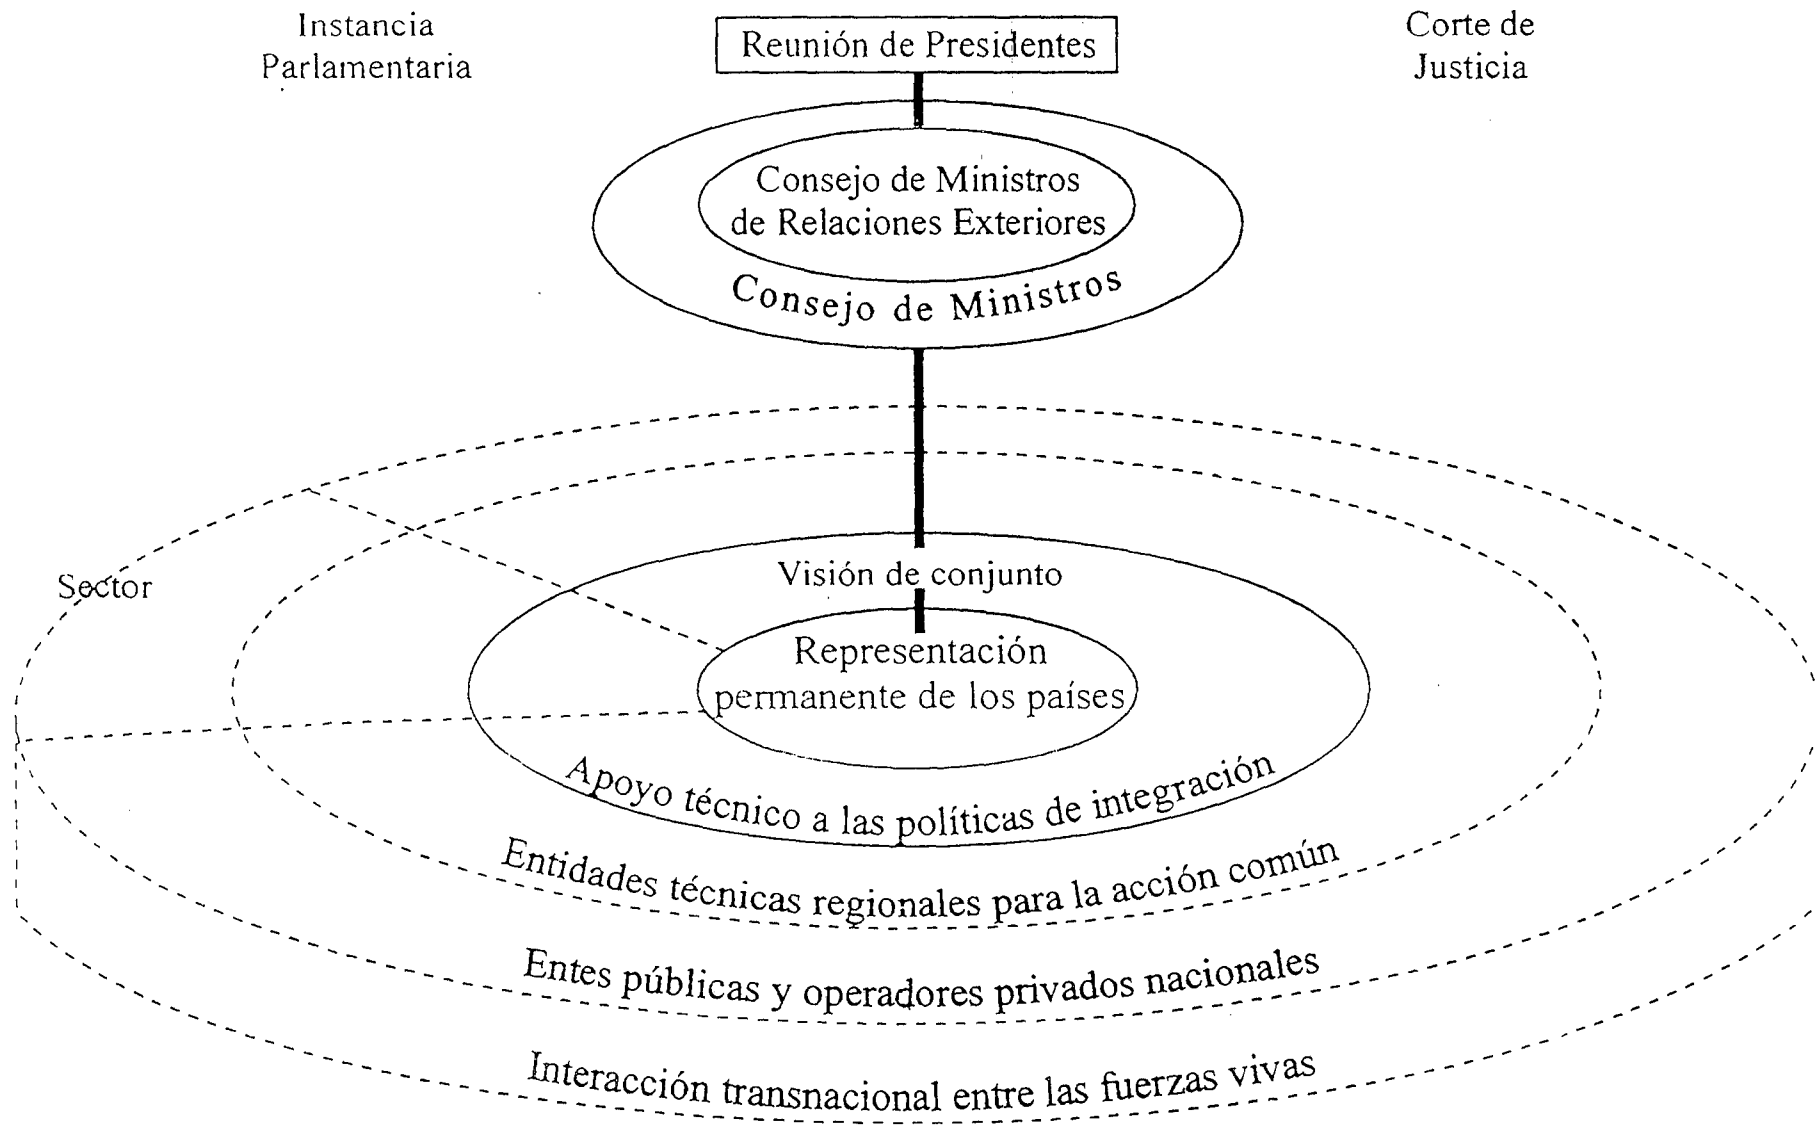 Instancia
Parlamentaria
Reunión de Presidentes
Corte de
Justicia
Consejo de Ministros
de Relaciones Exteriores
Consejo de Ministros
Sector
Visión de conjunto
Representación
permanente de los países
Apoyo técnico a las políticas de integración
Entidades técnicas regionales para la acción común
Entes públicas y operadores privados nacionales
Interacción transnacional entre las fuerzas vivas